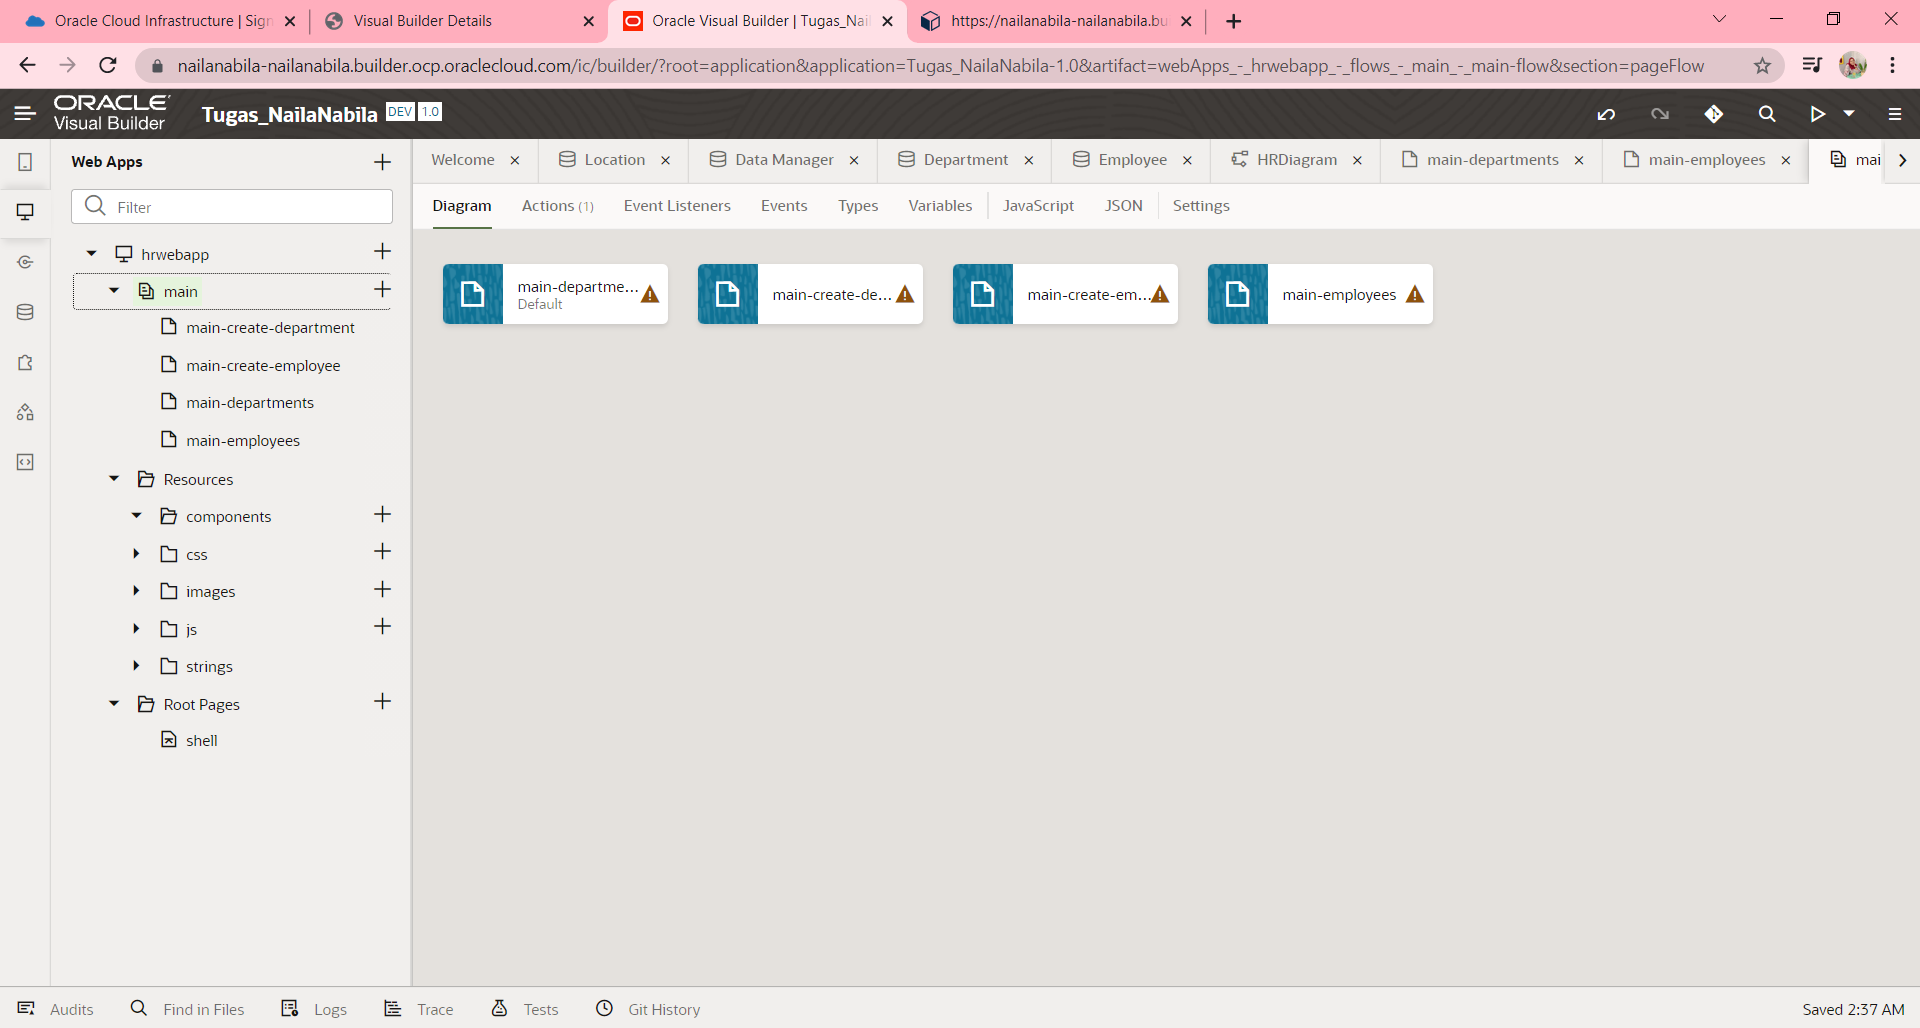 Oracle Cloud Infrastructure | Sign
Visual Builder Details
Oracle Visual Builder | Tugas_Nail
https://nailanabila-nailanabila.bu
nailanabila-nailanabila.builder.ocp.oraclecloud.com/ic/builder/?root=application&application=Tugas_NailaNabila-1.0&artifact=webApps_-_hrwebapp_-_flows_-_main_-_main-flow&section=pageFlow
ORACLE
Visual Builder
Tugas_NailaNabila DEV 1.0
Web Apps
Filter
hrwebapp
main
main-create-department
main-create-employee
main-departments
main-employees
Resources
components
css
images
js
strings
Root Pages
shell
Welcome
Location
Data Manager
Department
Employee
HRDiagram
main-departments
main-employees
mai
Diagram
Actions (1)
Event Listeners
Events
Types
Variables
JavaScript
JSON
Settings
main-departme...
Default
main-create-de...
main-create-em...
main-employees
Audits
Find in Files
Logs
Trace
Tests
Git History
Saved 2:37 AM